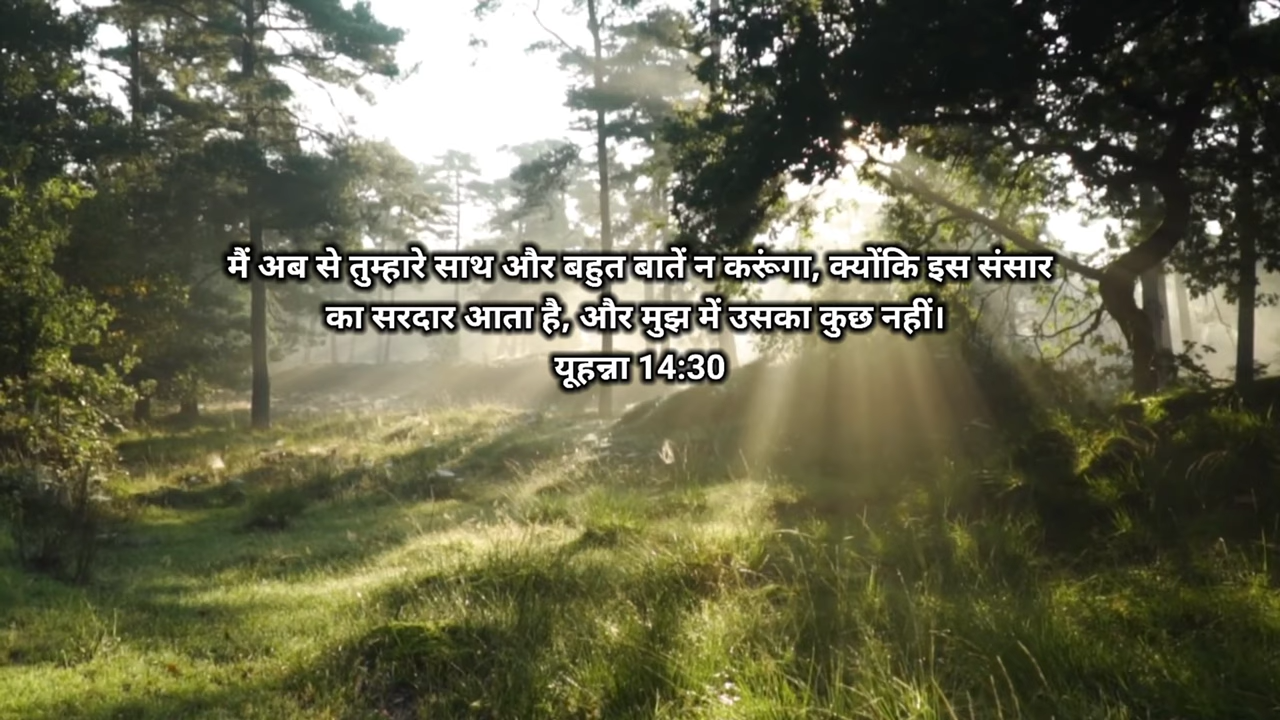 मैं अब से तुम्हारे साथ और बहुत बातें न करूंगा, क्योंकि इस संसार
का सरदार आता है, और मुझ में उसका कुछ नहीं।
यूहन्ना 14:30